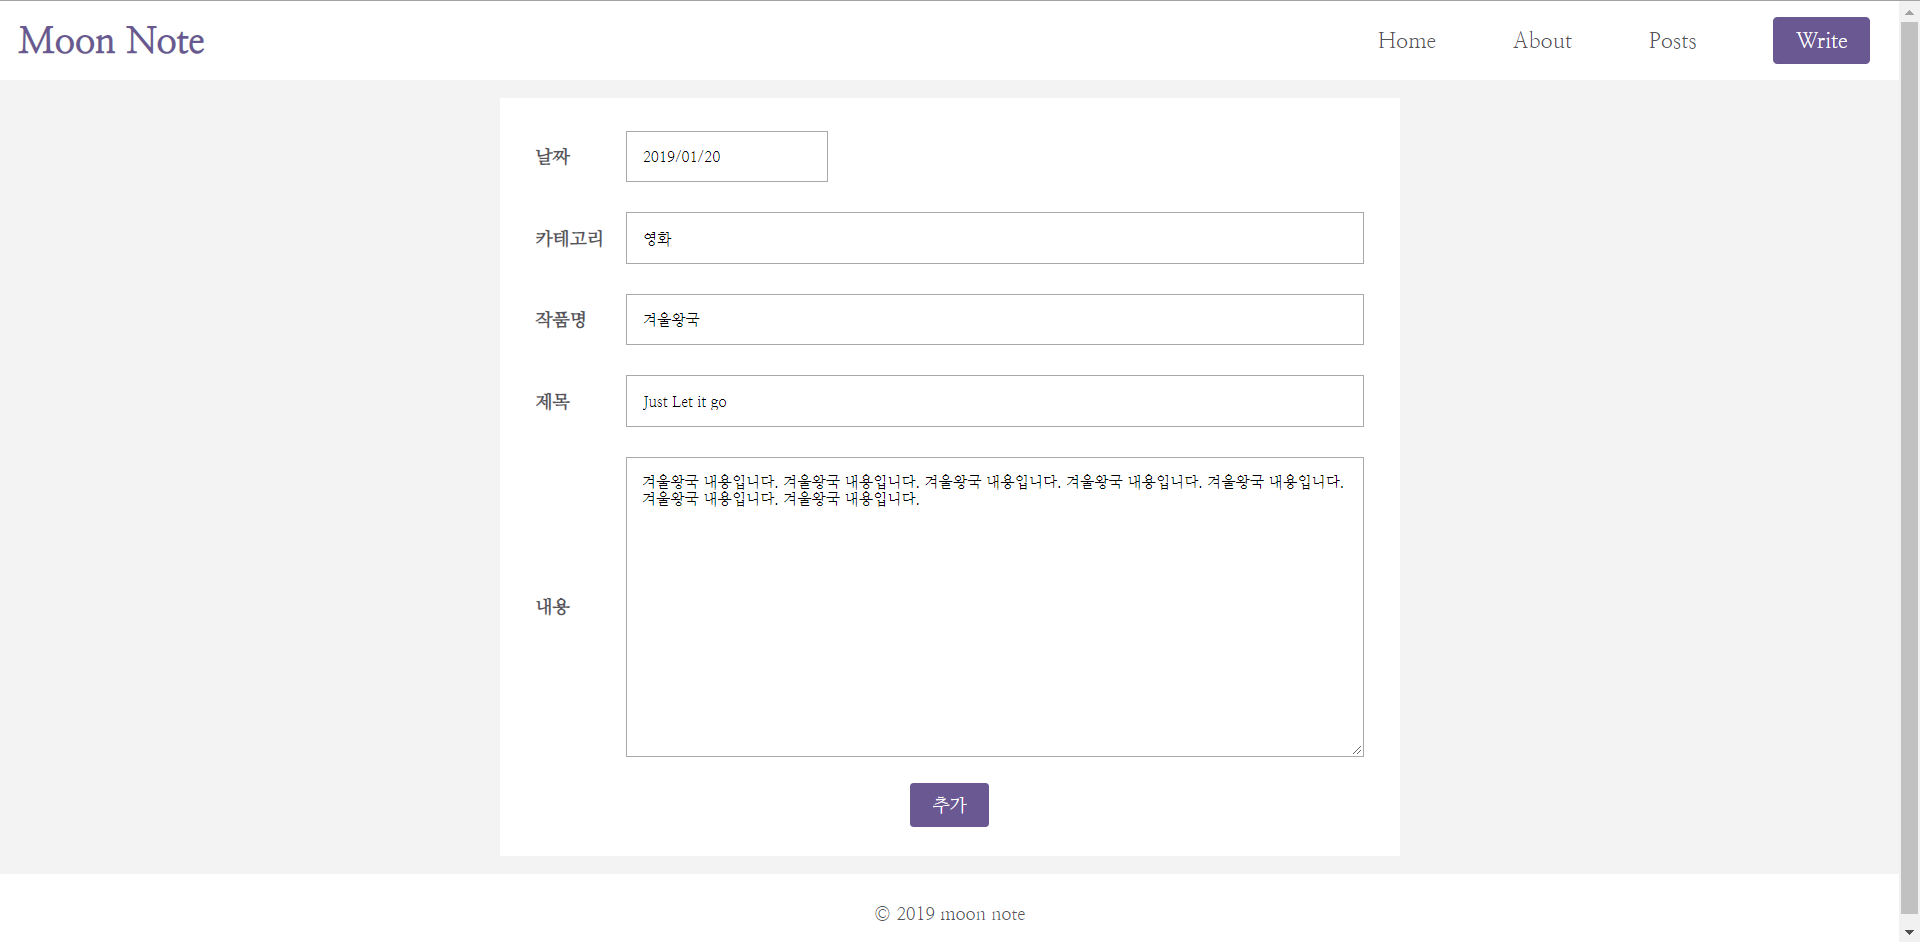 Moon Note
Home
About
Posts
Write
날짜
2019/01/20
카테고리
영화
작품명
겨울왕국
제목
Just Let it go
내용
겨울왕국 내용입니다. 겨울왕국 내용입니다. 겨울왕국 내용입니다. 겨울왕국 내용입니다. 겨울왕국 내용입니다.
겨울왕국 내용입니다. 겨울왕국 내용입니다.
추가
© 2019 moon note